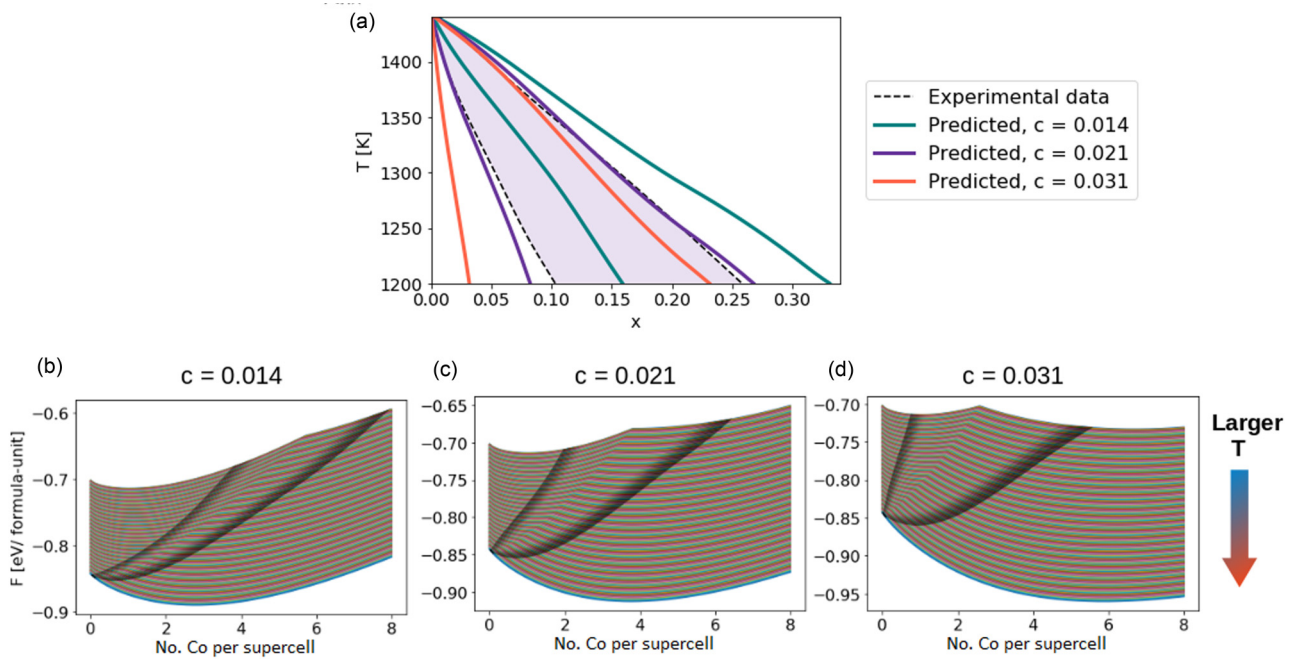 (a)
1400
1350
1300
1250
1200
T [K]
0.00 0.05 0.10 0.15 0.20 0.25 0.30
x
Experimental data
Predicted, c = 0.014
Predicted, c = 0.021
Predicted, c = 0.031
(b)
c = 0.014
−0.6
−0.7
−0.8
−0.9
F [eV/ formula-unit]
0 2 4 6 8
No. Co per supercell
(c)
c = 0.021
−0.65
−0.70
−0.75
−0.80
−0.85
−0.90
0 2 4 6 8
No. Co per supercell
(d)
c = 0.031
−0.70
−0.75
−0.80
−0.85
−0.90
−0.95
0 2 4 6 8
No. Co per supercell
Larger
T